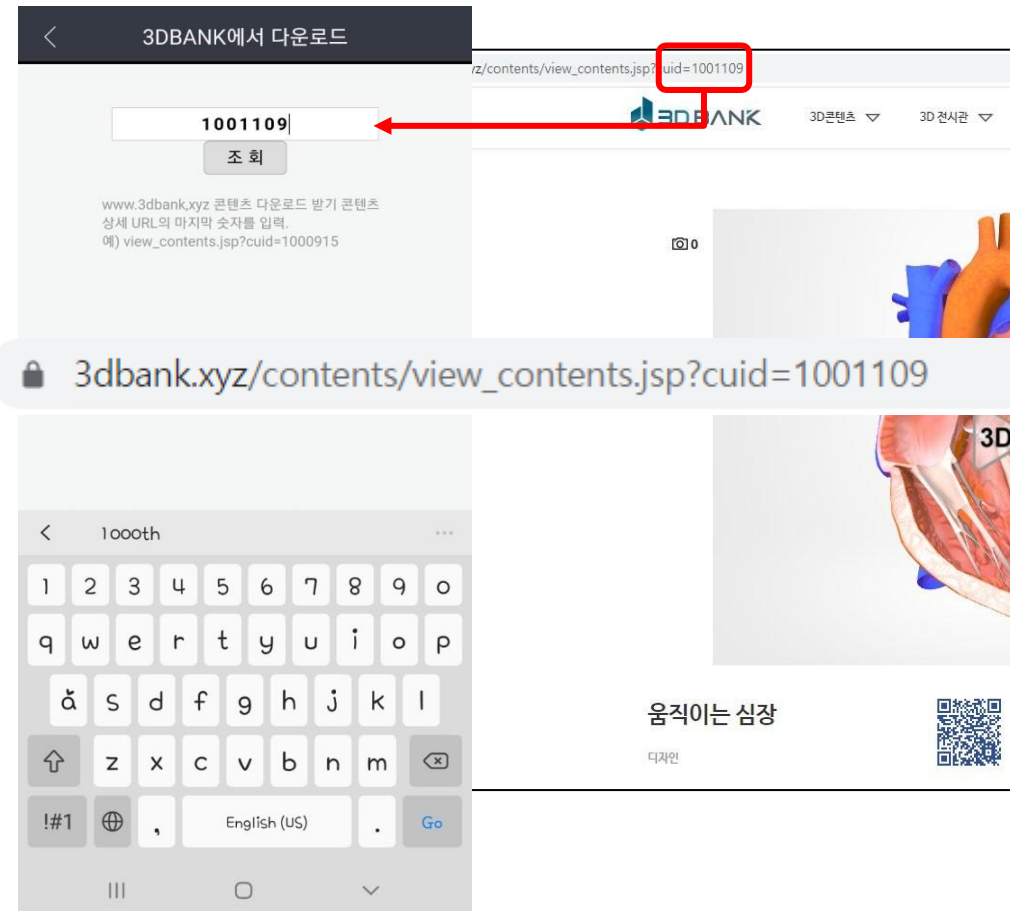 3DBANK에서 다운로드
1001109
조 회
www.3dbank,xyz 콘텐츠 다운로드 받기 콘텐츠
상세 URL의 마지막 숫자를 입력.
예) view_contents.jsp?cuid=1000915
yz/contents/view_contents.jsp?cuid=1001109
3D BANK
3D콘텐츠
3D 전시관
0
3dbank.xyz/contents/view_contents.jsp?cuid=1001109
3D
움직이는 심장
디자인
1000th
1 2 3 4 5 6 7 8 9 0
q w e r t y u i o p
a s d f g h j k l
z x c v b n m
!#1 , English (US) . Go